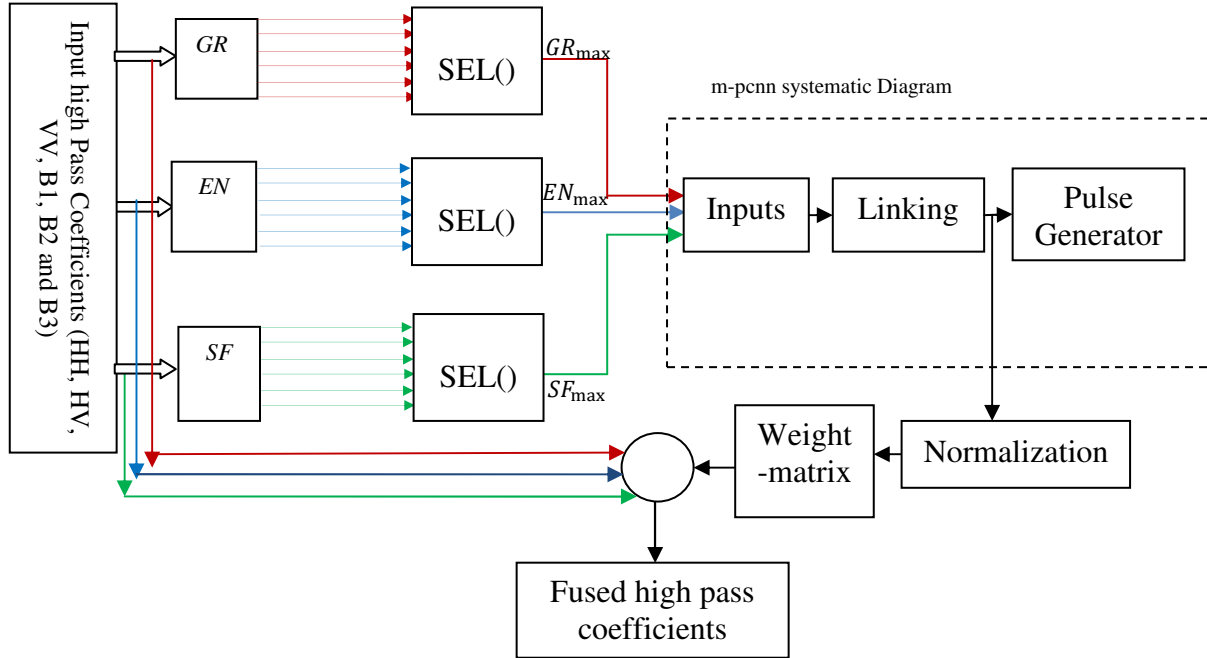 Input high Pass Coefficients (HH, HV,
VV, B1, B2 and B3)
GR
SEL()
GRmax
EN
SEL()
ENmax
SF
SEL()
SFmax
m-pcnn systematic Diagram
Inputs
Linking
Pulse
Generator
Normalization
Weight
-matrix
Fused high pass
coefficients